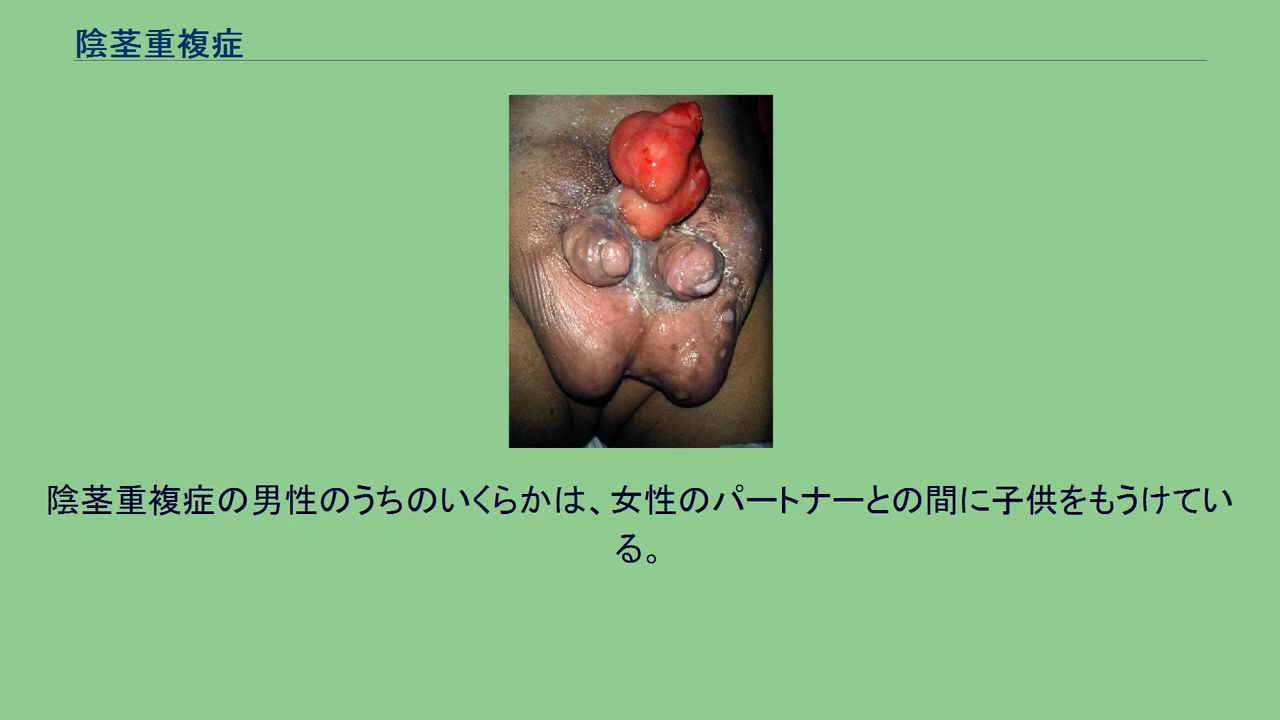 陰茎重複症
陰茎重複症の男性のうちのいくらかは、女性のパートナーとの間に子供をもうけてい
る。